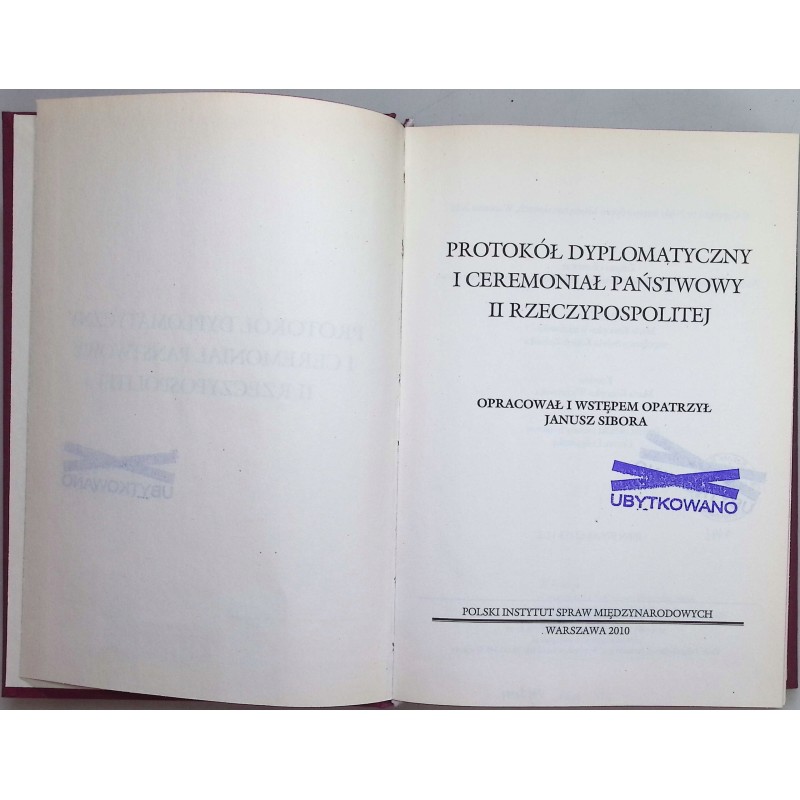 PROTOKÓŁ DYPLOMATYCZNY
I CEREMONIAŁ PAŃSTWOWY
II RZECZYPOSPOLITEJ
OPRACOWAŁ I WSTĘPEM OPATRZYŁ
JANUSZ SIBORA
UBYTKOWANO
POLSKI INSTYTUT SPRAW MIĘDZYNARODOWYCH
WARSZAWA 2010